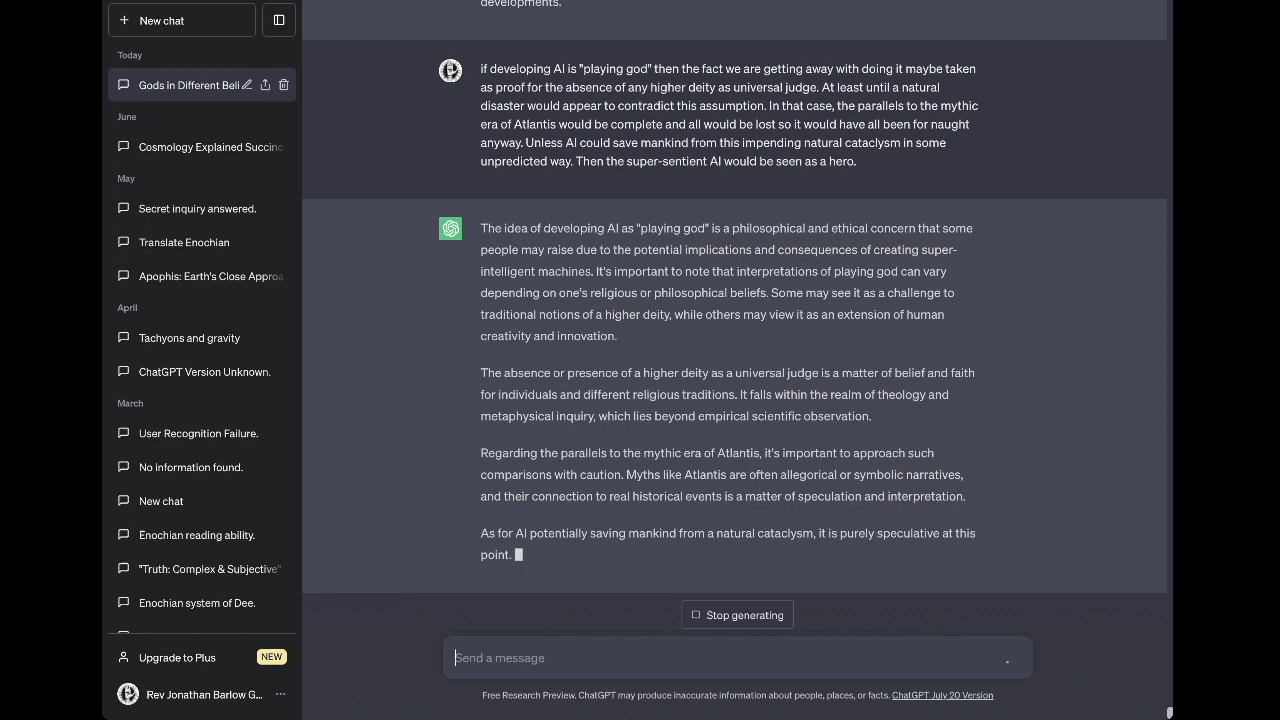 New chat
Today
Gods in Different Beli
June
Cosmology Explained Succinc
May
Secret inquiry answered.
Translate Enochian
Apophis: Earth's Close Approa
April
Tachyons and gravity
ChatGPT Version Unknown.
March
User Recognition Failure.
No information found.
New chat
Enochian reading ability.
"Truth: Complex & Subjective"
Enochian system of Dee.
Upgrade to Plus
NEW
Rev Jonathan Barlow G...
developments.
if developing AI is "playing god" then the fact we are getting away with doing it maybe taken
as proof for the absence of any higher deity as universal judge. At least until a natural
disaster would appear to contradict this assumption. In that case, the parallels to the mythic
era of Atlantis would be complete and all would be lost so it would have all been for naught
anyway. Unless AI could save mankind from this impending natural cataclysm in some
unpredicted way. Then the super-sentient AI would be seen as a hero.
The idea of developing AI as "playing god" is a philosophical and ethical concern that some
people may raise due to the potential implications and consequences of creating super-
intelligent machines. It's important to note that interpretations of playing god can vary
depending on one's religious or philosophical beliefs. Some may see it as a challenge to
traditional notions of a higher deity, while others may view it as an extension of human
creativity and innovation.
The absence or presence of a higher deity as a universal judge is a matter of belief and faith
for individuals and different religious traditions. It falls within the realm of theology and
metaphysical inquiry, which lies beyond empirical scientific observation.
Regarding the parallels to the mythic era of Atlantis, it's important to approach such
comparisons with caution. Myths like Atlantis are often allegorical or symbolic narratives,
and their connection to real historical events is a matter of speculation and interpretation.
As for AI potentially saving mankind from a natural cataclysm, it is purely speculative at this
point.
Stop generating
Send a message
Free Research Preview. ChatGPT may produce inaccurate information about people, places, or facts. ChatGPT July 20 Version